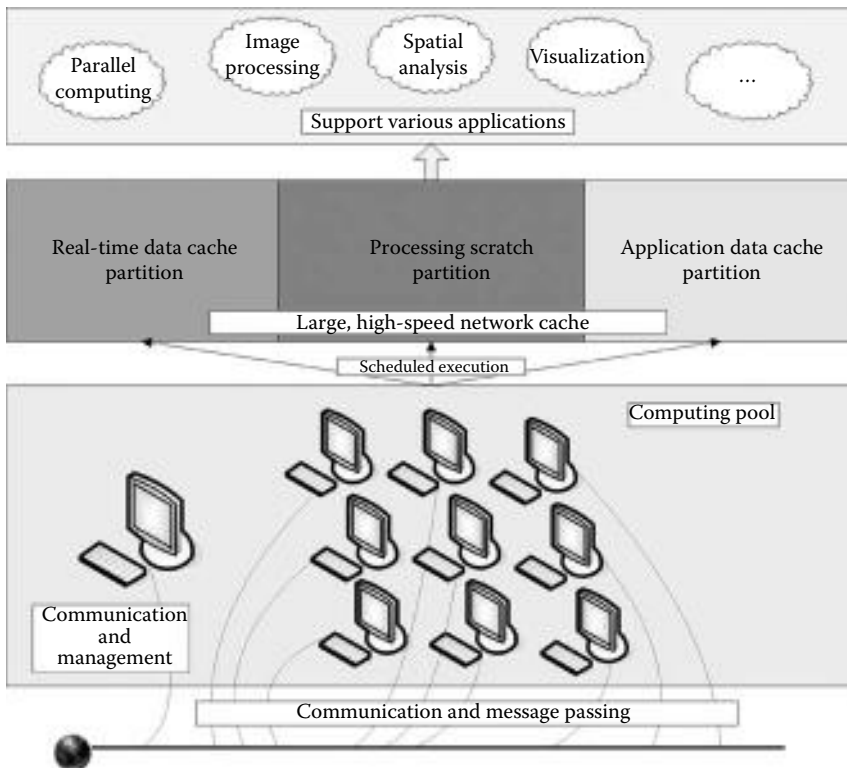 Parallel
computing
Image
processing
Spatial
analysis
Visualization
...
Support various applications
Real-time data cache
partition
Processing scratch
partition
Application data cache
partition
Large, high-speed network cache
Scheduled execution
Computing pool
Communication
and
management
Communication and message passing